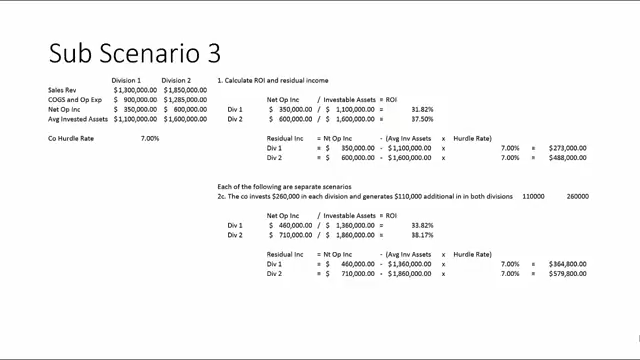 Sub Scenario 3
Division 1 Division 2
Sales Rev $1,300,000.00 $1,850,000.00
COGS and Op Exp $ 900,000.00 $1,285,000.00
Net Op Inc $ 350,000.00 $ 600,000.00
Avg Invested Assets $1,100,000.00 $1,600,000.00
Co Hurdle Rate 7.00%
1. Calculate ROI and residual income
Net Op Inc / Investable Assets = ROI
Div 1 $ 350,000.00 / $ 1,100,000.00 = 31.82%
Div 2 $ 600,000.00 / $ 1,600,000.00 = 37.50%
Residual Inc = Nt Op Inc - (Avg Inv Assets x Hurdle Rate)
Div 1 = $ 350,000.00 - $1,100,000.00 x 7.00% = $273,000.00
Div 2 = $ 600,000.00 - $1,600,000.00 x 7.00% = $488,000.00
Each of the following are separate scenarios
2c. The co invests $260,000 in each division and generates $110,000 additional in in both divisions 110000 260000
Net Op Inc / Investable Assets = ROI
Div 1 $ 460,000.00 / $ 1,360,000.00 = 33.82%
Div 2 $ 710,000.00 / $ 1,860,000.00 = 38.17%
Residual Inc = Nt Op Inc - (Avg Inv Assets x Hurdle Rate)
Div 1 = $ 460,000.00 - $1,360,000.00 x 7.00% = $364,800.00
Div 2 = $ 710,000.00 - $1,860,000.00 x 7.00% = $579,800.00